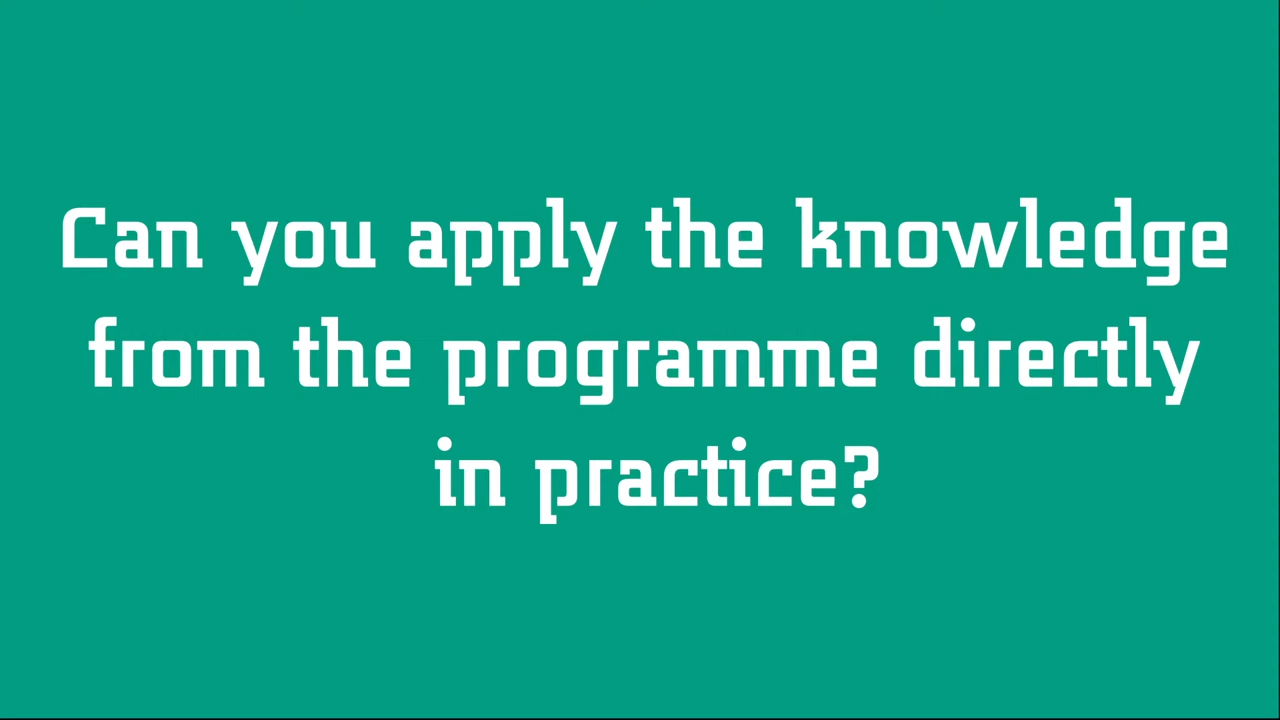 Can you apply the knowledge
from the programme directly
in practice?